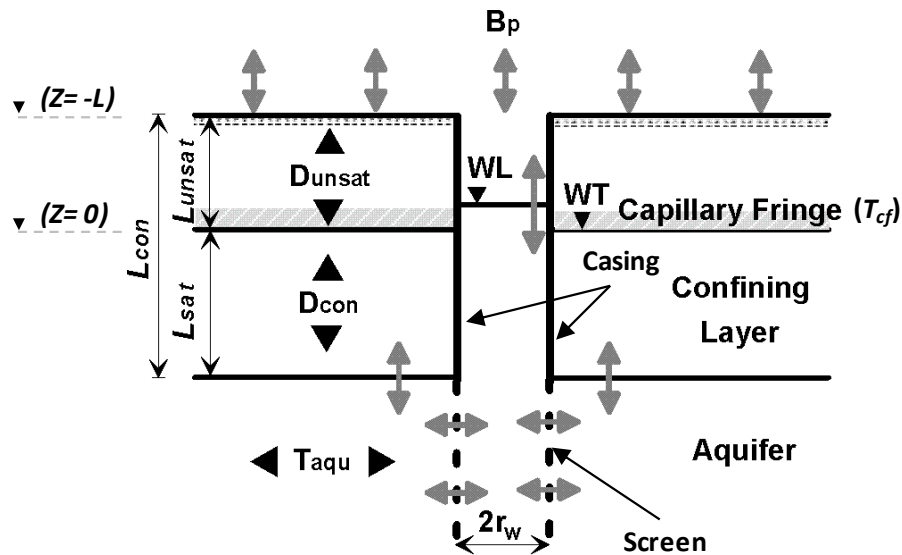 Bp
(Z= -L)
Lunsat
Dunsat
WL
WT
(Z= 0)
Capillary Fringe (Tcf)
Lcon
Casing
Lsat
Dcon
Confining
Layer
Taqu
Aquifer
2rw
Screen